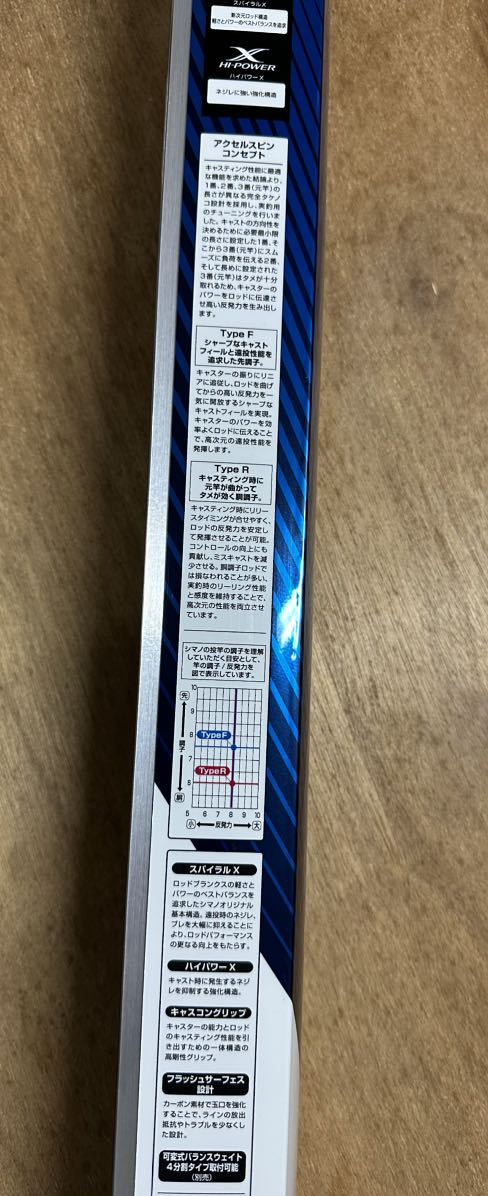 スパイラルX
新次元ロッド構造
軽さとパワーのベストバランスを追求
X
HI-POWER
ハイパワーX
ネジレに強い強化構造
アクセルスピン
コンセプト
キャスティング性能に最適
な機能を求めた結論より、
1番、2番、3番(元竿)の
長さが異なる完全タケノ
コ設計を採用し、実釣用
のチューニングを行いま
した。キャストの方向性を
決めるために必要最小限
の長さに設定した1番、そ
こから3番(元竿)にスム
ーズに負荷を伝える2番、
そして長めに設定された
3番(元竿)はタメが十分
取れるため、キャスターの
パワーをロッドに伝達さ
せ高い反発力を生み出し
ます。
Type F
シャープなキャスト
フィールと遠投性能を
追求した先調子。
キャスターの振りにリニ
アに追従し、ロッドを曲げ
てからの高い反発力を一
気に開放するシャープな
キャストフィールを実現。
キャスターのパワーを効
率よくロッドに伝えること
で、高次元の遠投性能を
発揮します。
Type R
キャスティング時に
元竿が曲がって
タメが効く胴調子。
キャスティング時にリリー
スタイミングが合せやすく、
ロッドの反発力を安定し
て発揮させることが可能。
コントロールの向上にも
貢献し、ミスキャストを減
少させる。胴調子ロッドで
は損なわれることが多い、
実釣時のリーリング性能
と感度を維持することで、
高次元の性能を両立させ
ています。
シマノの投竿の調子を理解
していただく目安として、
竿の調子/反発力を
図で表示しています。
先
調子
胴
10
9
8
7
6
TypeF
TypeR
5 6 7 8 9 10
小 反発力 大
スパイラルX
ロッドブランクスの軽さと
パワーのベストバランスを
追求したシマノオリジナル
基本構造。遠投時のネジレ、
ブレを大幅に抑えることに
より、ロッドパフォーマンス
の更なる向上をもたらす。
ハイパワーX
キャスト時に発生するネジ
レを抑制する強化構造。
キャスコングリップ
キャスターの能力とロッド
のキャスティング性能を引
き出すための一体構造の
高剛性グリップ。
フラッシュサーフェス
設計
カーボン素材で玉口を強化
することで、ラインの放出
抵抗やトラブルを少なくし
た設計。
可変式バランスウェイト
4分割タイプ取付可能
(別売)